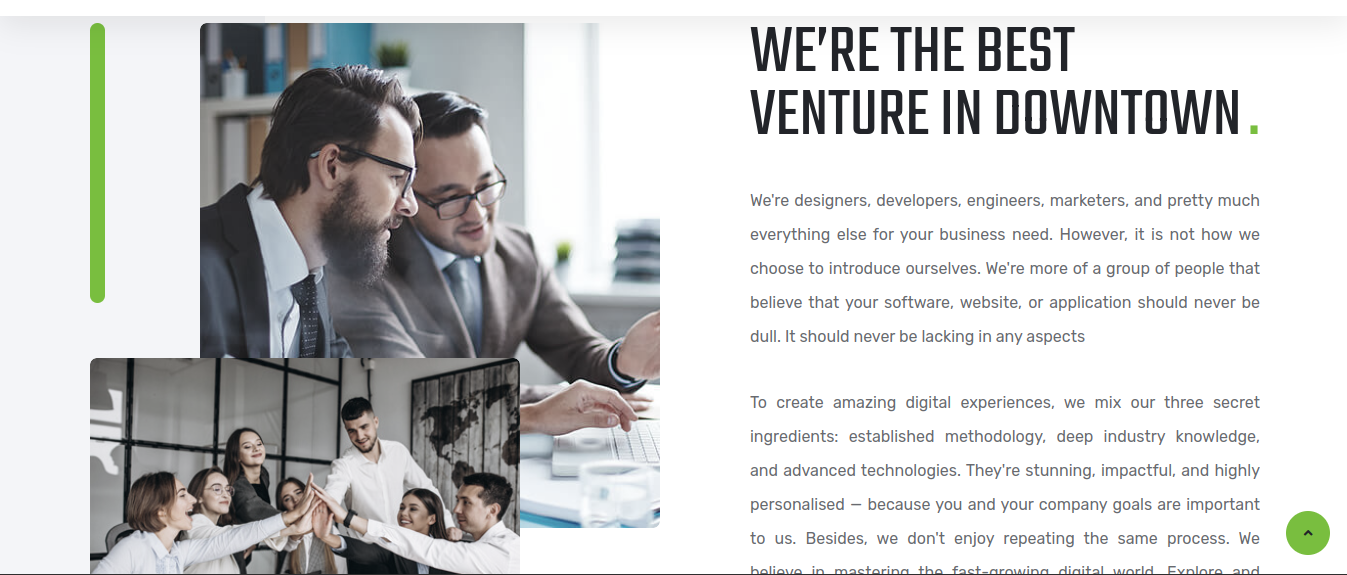 WE’RE THE BEST
VENTURE IN DOWNTOWN.
We're designers, developers, engineers, marketers, and pretty much
everything else for your business need. However, it is not how we
choose to introduce ourselves. We're more of a group of people that
believe that your software, website, or application should never be
dull. It should never be lacking in any aspects
To create amazing digital experiences, we mix our three secret
ingredients: established methodology, deep industry knowledge,
and advanced technologies. They're stunning, impactful, and highly
personalised – because you and your company goals are important
to us. Besides, we don't enjoy repeating the same process. We
believe in mastering the fast-growing digital world. Explore and